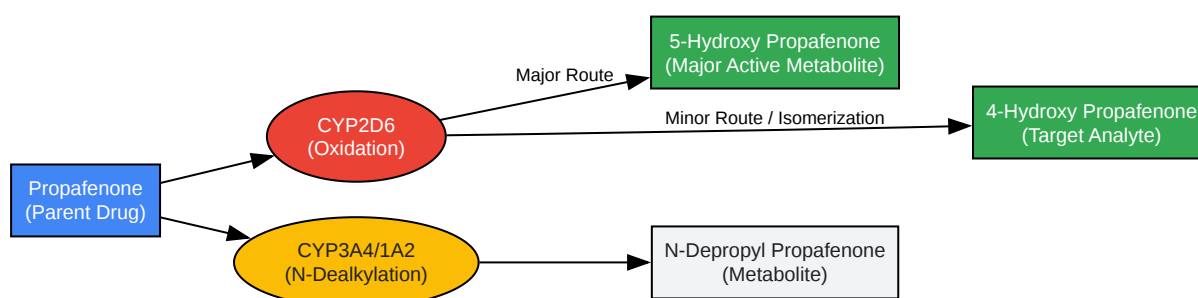 5-Hydroxy Propafenone
(Major Active Metabolite)
Major Route
CYP2D6
(Oxidation)
Minor Route / Isomerization
4-Hydroxy Propafenone
(Target Analyte)
Propafenone
(Parent Drug)
CYP3A4/1A2
(N-Dealkylation)
N-Depropyl Propafenone
(Metabolite)